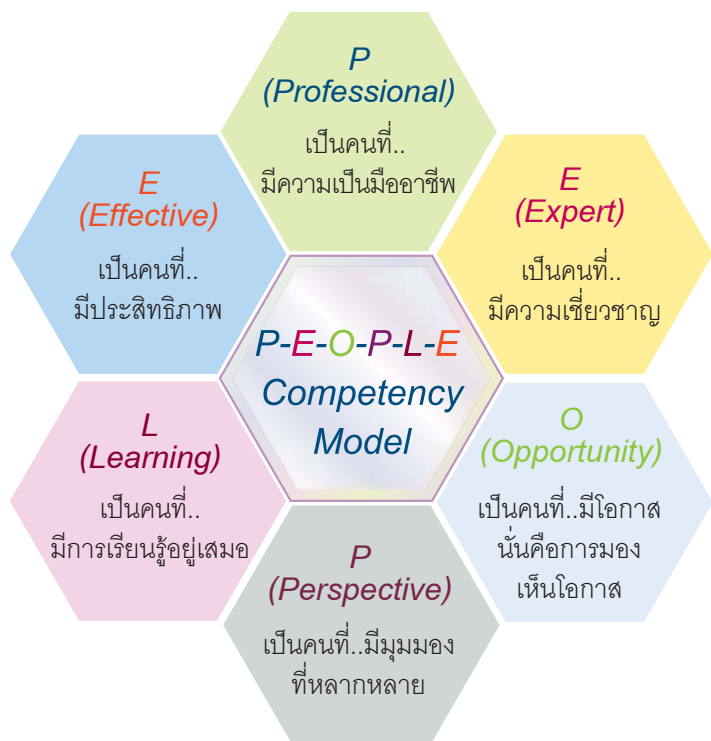 P
(Professional)
เป็นคนที่..
มีความเป็นมืออาชีพ
E
(Expert)
เป็นคนที่..
มีความเชี่ยวชาญ
O
(Opportunity)
เป็นคนที่..มีโอกาส
นั่นคือการมอง
เห็นโอกาส
P
(Perspective)
เป็นคนที่..มีมุมมอง
ที่หลากหลาย
L
(Learning)
เป็นคนที่..
มีการเรียนรู้อยู่เสมอ
E
(Effective)
เป็นคนที่..
มีประสิทธิภาพ
P-E-O-P-L-E
Competency
Model